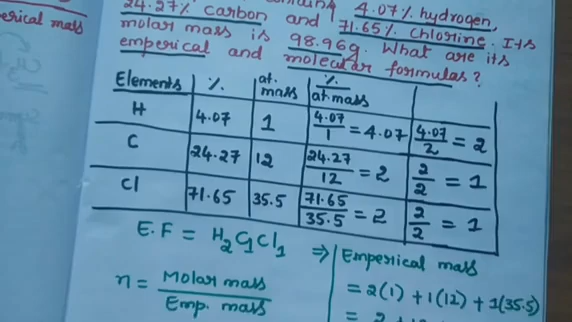 4.07% hydrogen,
24.27% Carbon and 71.65% Chlorine. Its
molar mass is 98.96g. What are its
emperical and molecular formulas?
erical mass
Elements % at. mass %/at.mass
H 4.07 1 4.07/1 = 4.07 4.07/2 = 2
C 24.27 12 24.27/12 = 2 2/2 = 1
Cl 71.65 35.5 71.65/35.5 = 2 2/2 = 1
E.F = H₂C₁Cl₁ ⇒ Emperical mass
n = Molar mass/Emp. mass = 2(1) + 1(12) + 1(35.5)
= 2 +